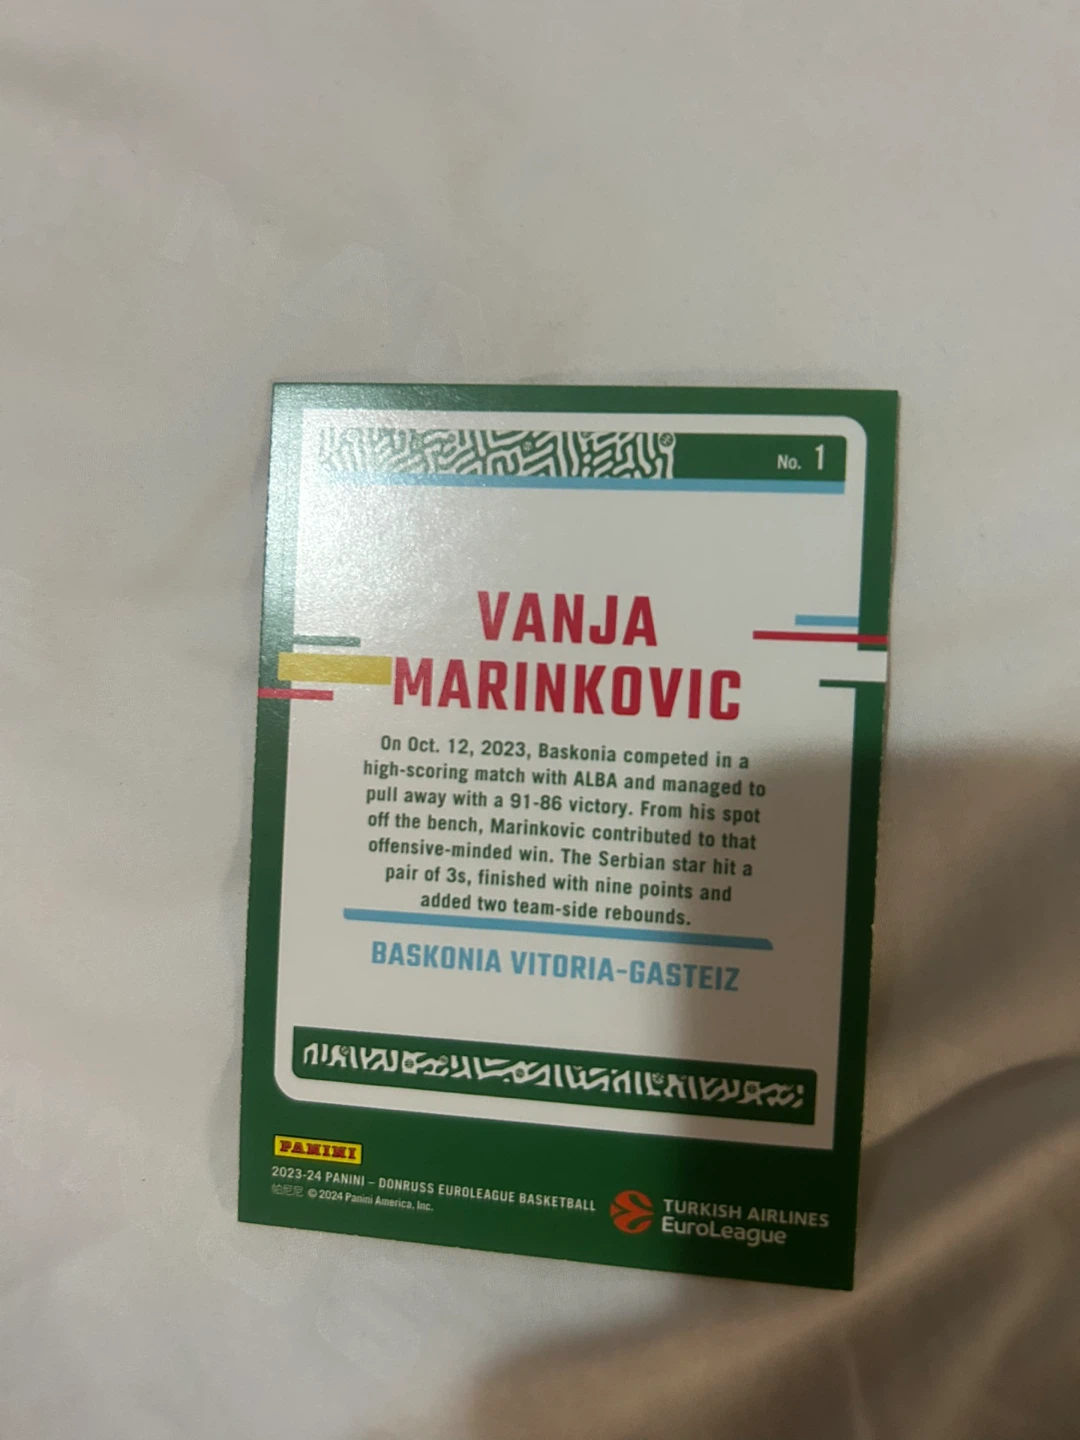 No. 1
VANJA
MARINKOVIC
On Oct. 12, 2023, Baskonia competed in a
high-scoring match with ALBA and managed to
pull away with a 91-86 victory. From his spot
off the bench, Marinkovic contributed to that
offensive-minded win. The Serbian star hit a
pair of 3s, finished with nine points and
added two team-side rebounds.
BASKONIA VITORIA-GASTEIZ
PANINI
2023-24 PANINI – DONRUSS EUROLEAGUE BASKETBALL
帕尼尼 © 2024 Panini America, Inc.
TURKISH AIRLINES
EuroLeague